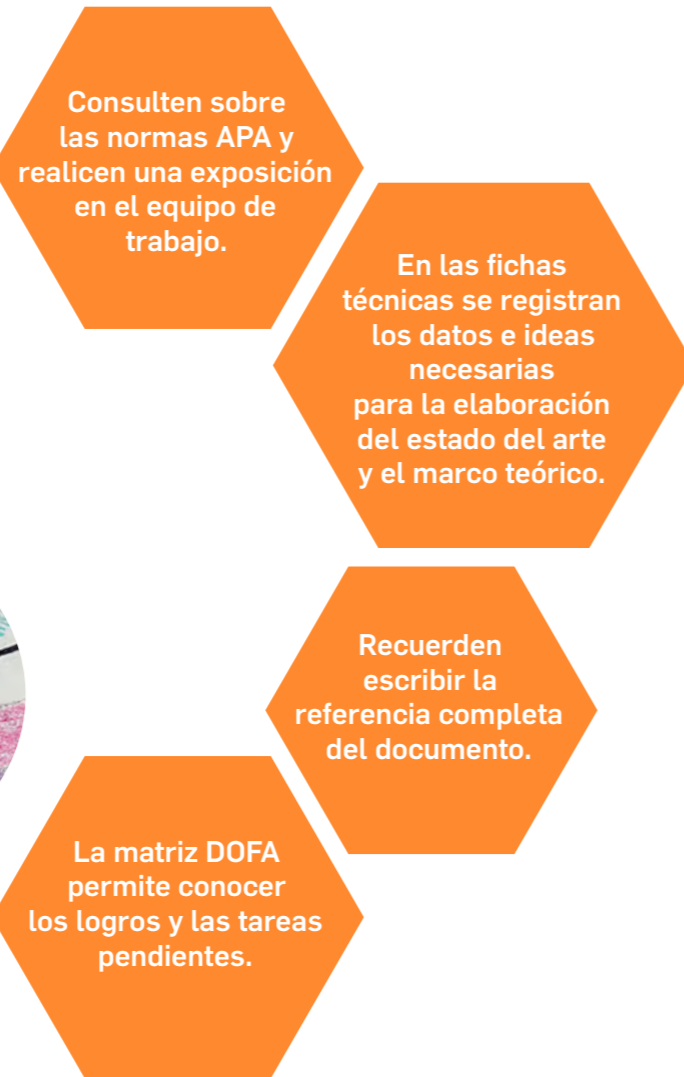 Consulten sobre
las normas APA y
realicen una exposición
en el equipo de
trabajo.
En las fichas
técnicas se registran
los datos e ideas
necesarias
para la elaboración
del estado del arte
y el marco teórico.
Recuerden
escribir la
referencia completa
del documento.
La matriz DOFA
permite conocer
los logros y las tareas
pendientes.